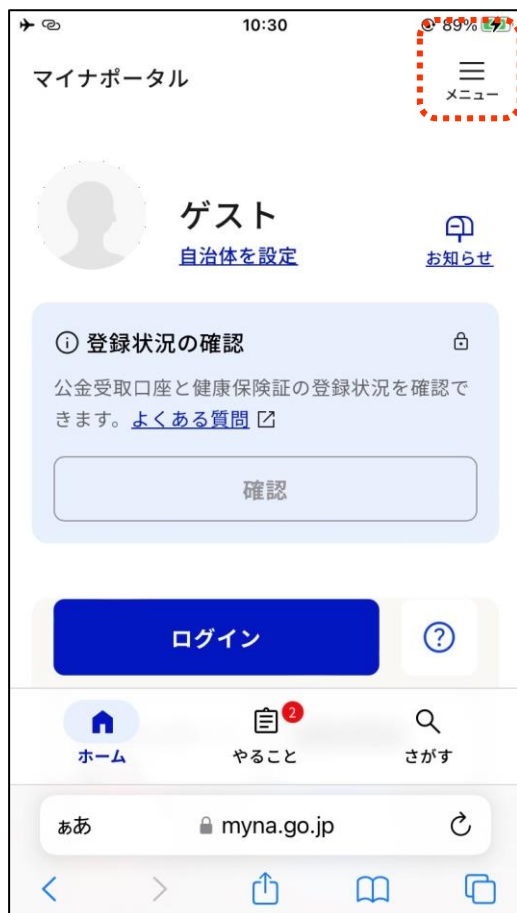 10:30
89%
マイナポータル
メニュー
ゲスト
自治体を設定
お知らせ
登録状況の確認
公金受取口座と健康保険証の登録状況を確認で
きます。よくある質問
確認
ログイン
2
ホーム
やること
さがす
ぁあ
myna.go.jp